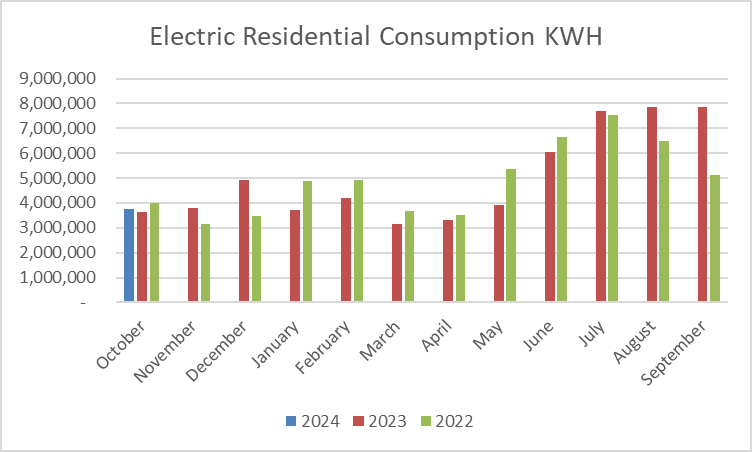 Electric Residential Consumption KWH
9,000,000
8,000,000
7,000,000
6,000,000
5,000,000
4,000,000
3,000,000
2,000,000
1,000,000
-
October
November
December
January
February
March
April
May
June
July
August
September
2024 2023 2022